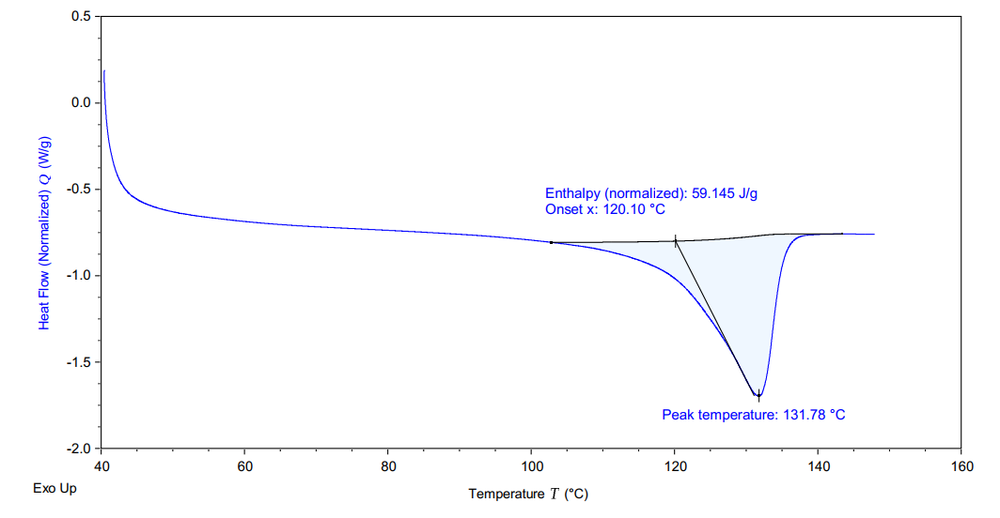 0.5
0.0
-0.5
-1.0
-1.5
-2.0
Heat Flow (Normalized) Q (W/g)
Enthalpy (normalized): 59.145 J/g
Onset x: 120.10 °C
Peak temperature: 131.78 °C
40 60 80 100 120 140 160
Exo Up
Temperature T (°C)